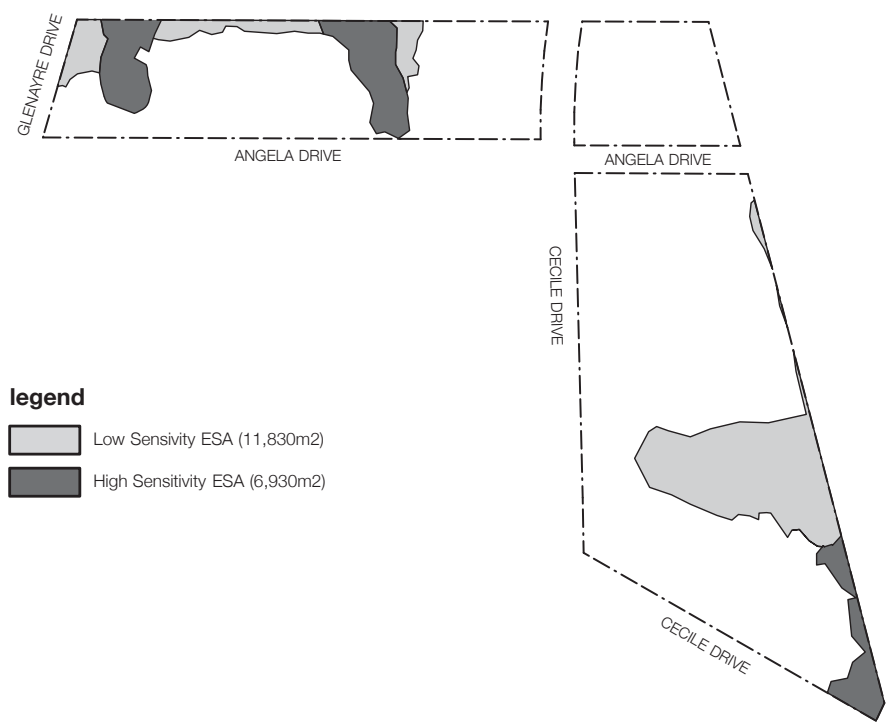 GLENAYRE DRIVE
ANGELA DRIVE
ANGELA DRIVE
CECILE DRIVE
legend
Low Sensivity ESA (11,830m2)
High Sensitivity ESA (6,930m2)
CECILE DRIVE